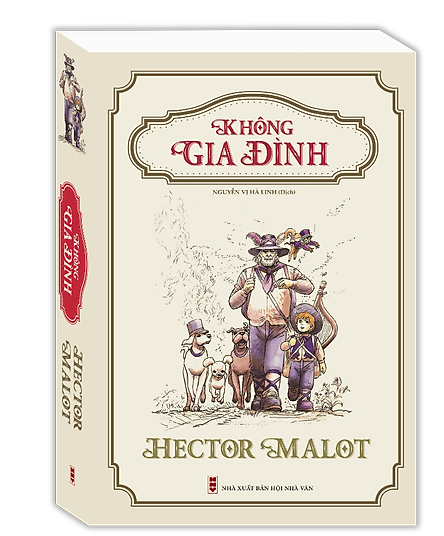 KHÔNG
GIA ĐÌNH
NGUYỄN VỊ HÀ LINH (Dịch)
HECTOR MALOT
NHÀ XUẤT BẢN HỘI NHÀ VĂN
KHÔNG
GIA ĐÌNH
HECTOR
MALOT